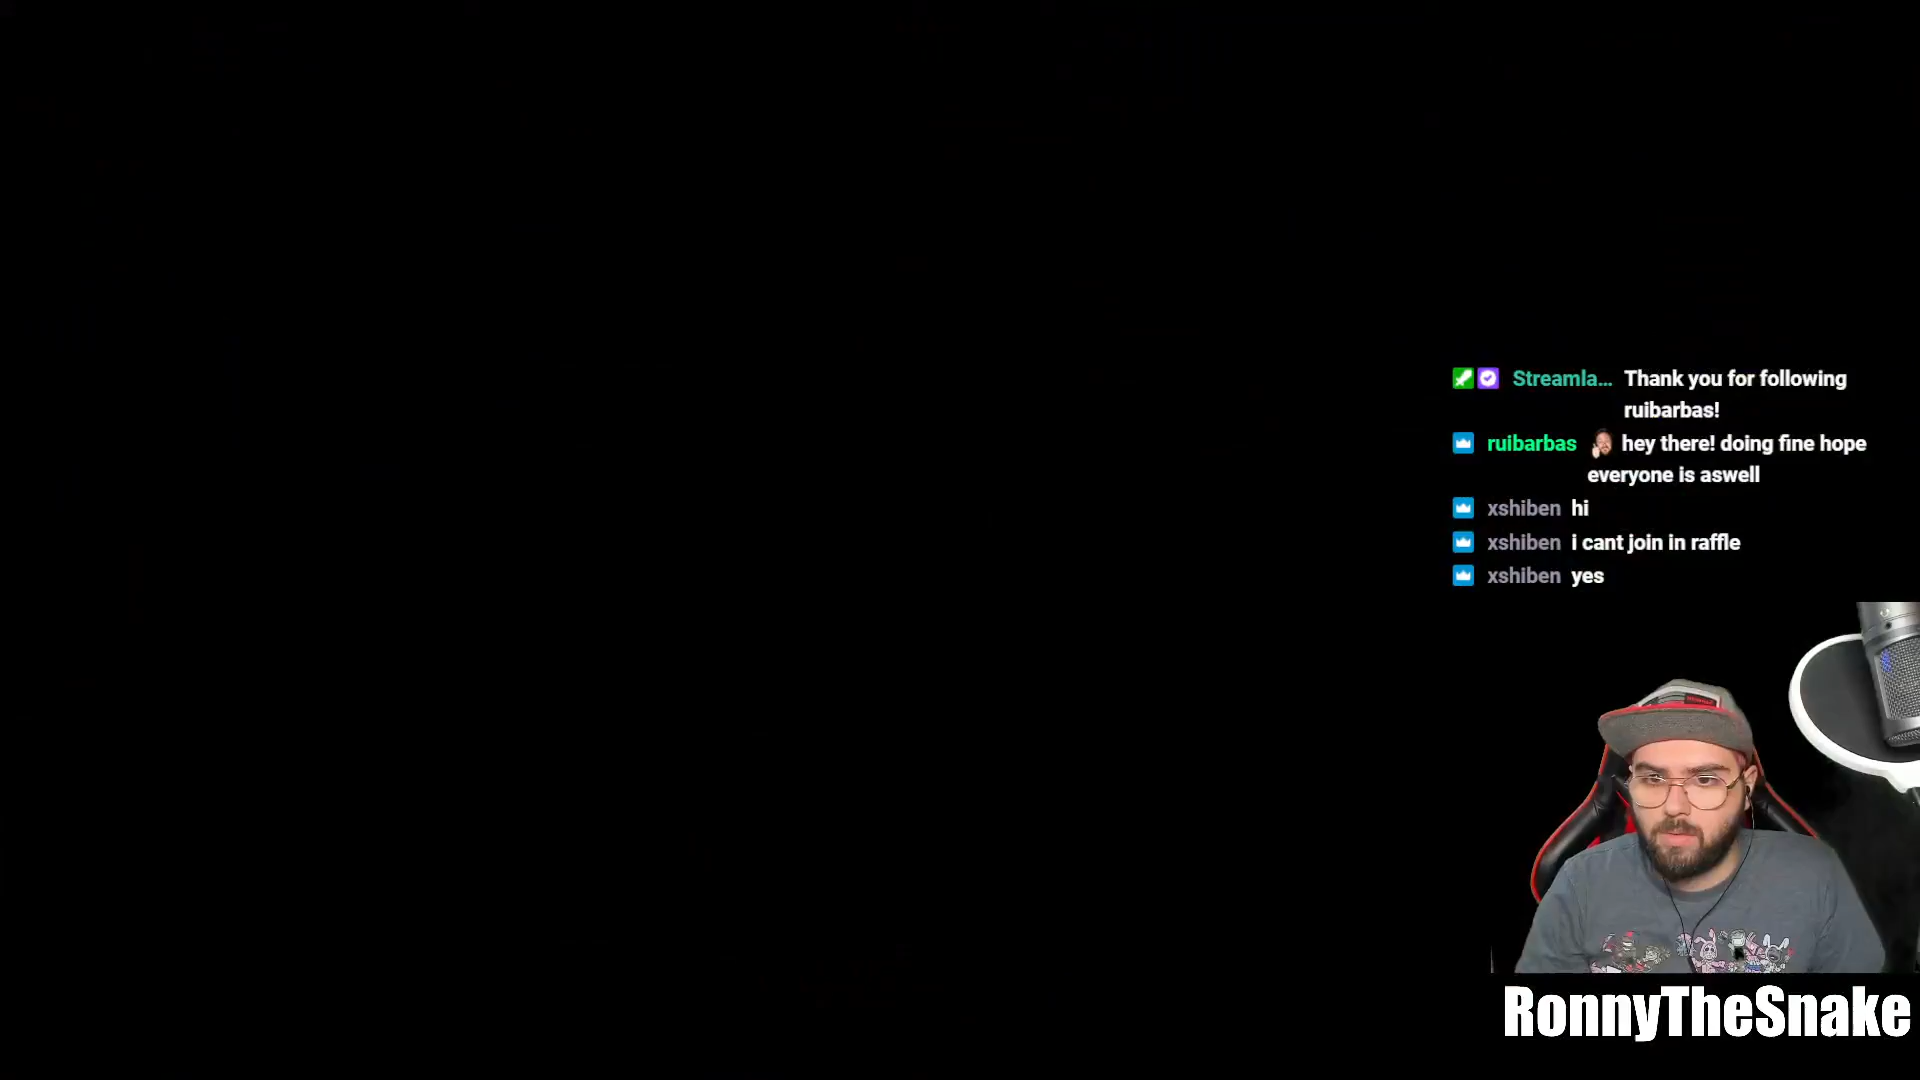 Streamla... Thank you for following
ruibarbas!
ruibarbas hey there! doing fine hope
everyone is aswell
xshiben hi
xshiben i cant join in raffle
xshiben yes
RonnyTheSnake